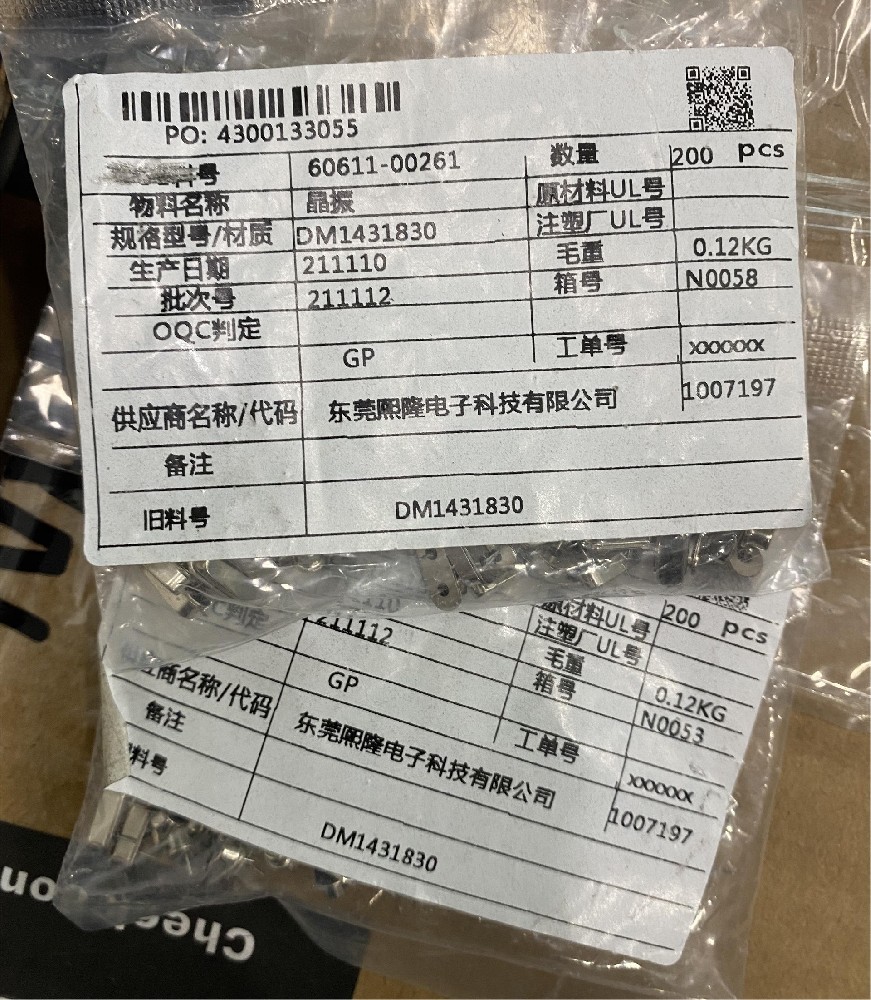 PO: 4300133055
料号 60611-00261 数量 200 pcs
物料名称 晶振 原材料UL号
规格型号/材质 DM1431830 注塑厂UL号
生产日期 211110 毛重 0.12KG
批次号 211112 箱号 N0058
OQC判定
GP 工单号 xxxxxx
供应商名称/代码 东莞熙隆电子科技有限公司 1007197
备注
旧料号 DM1431830
原材料UL号 200 pcs
C判定 注塑厂UL号
211112 毛重 0.12KG
GP 箱号 N0053
工单号 xxxxxx
商名称/代码 东莞熙隆电子科技有限公司 1007197
备注
料号 DM1431830